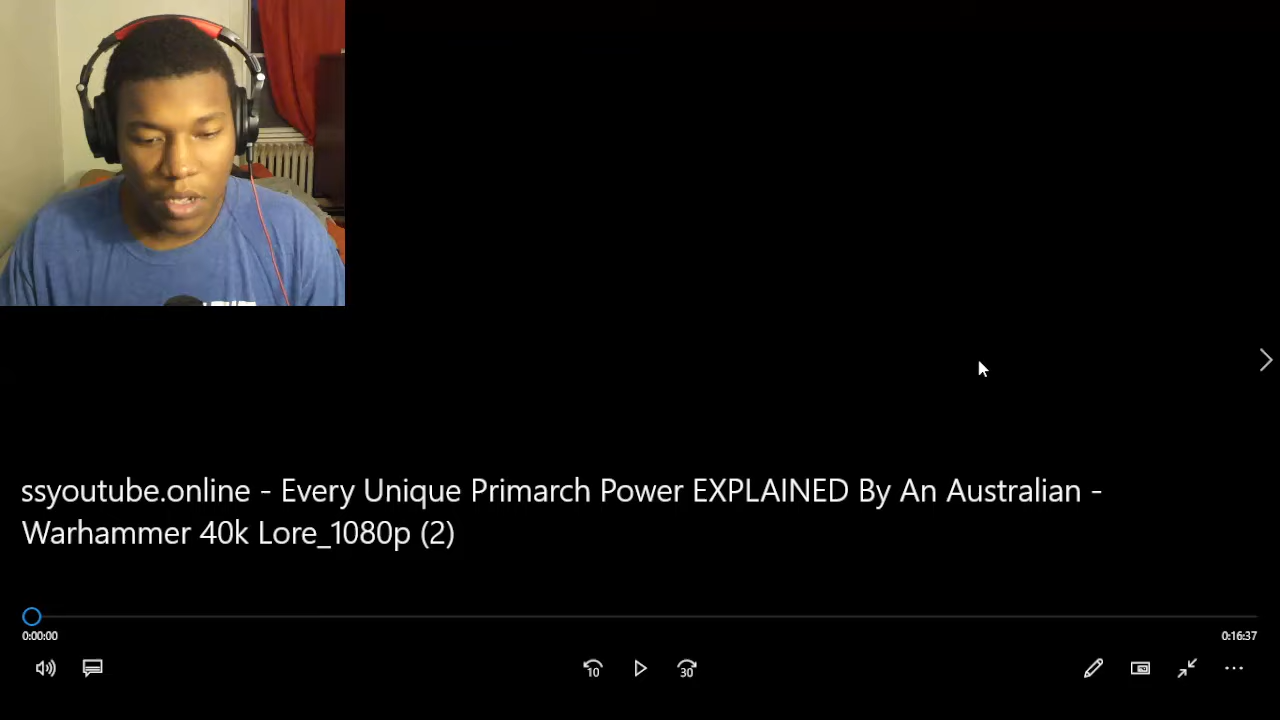 ssyoutube.online - Every Unique Primarch Power EXPLAINED By An Australian -
Warhammer 40k Lore_1080p (2)
0:00:00
0:16:37
10
30